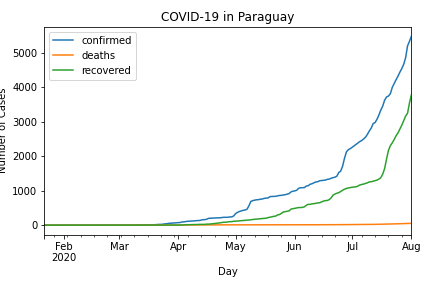 COVID-19 in Paraguay
confirmed
deaths
recovered
Number of Cases
5000
4000
3000
2000
1000
0
Feb
2020
Mar
Apr
May
Jun
Jul
Aug
Day